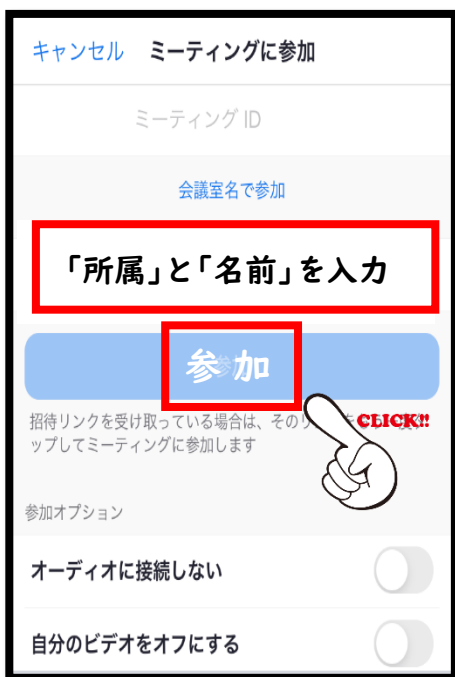 キャンセル ミーティングに参加
ミーティング ID
会議室名で参加
「所属」と「名前」を入力
参加
招待リンクを受け取っている場合は、そのリ
CLICK!!
ップしてミーティングに参加します
参加オプション
オーディオに接続しない
自分のビデオをオフにする